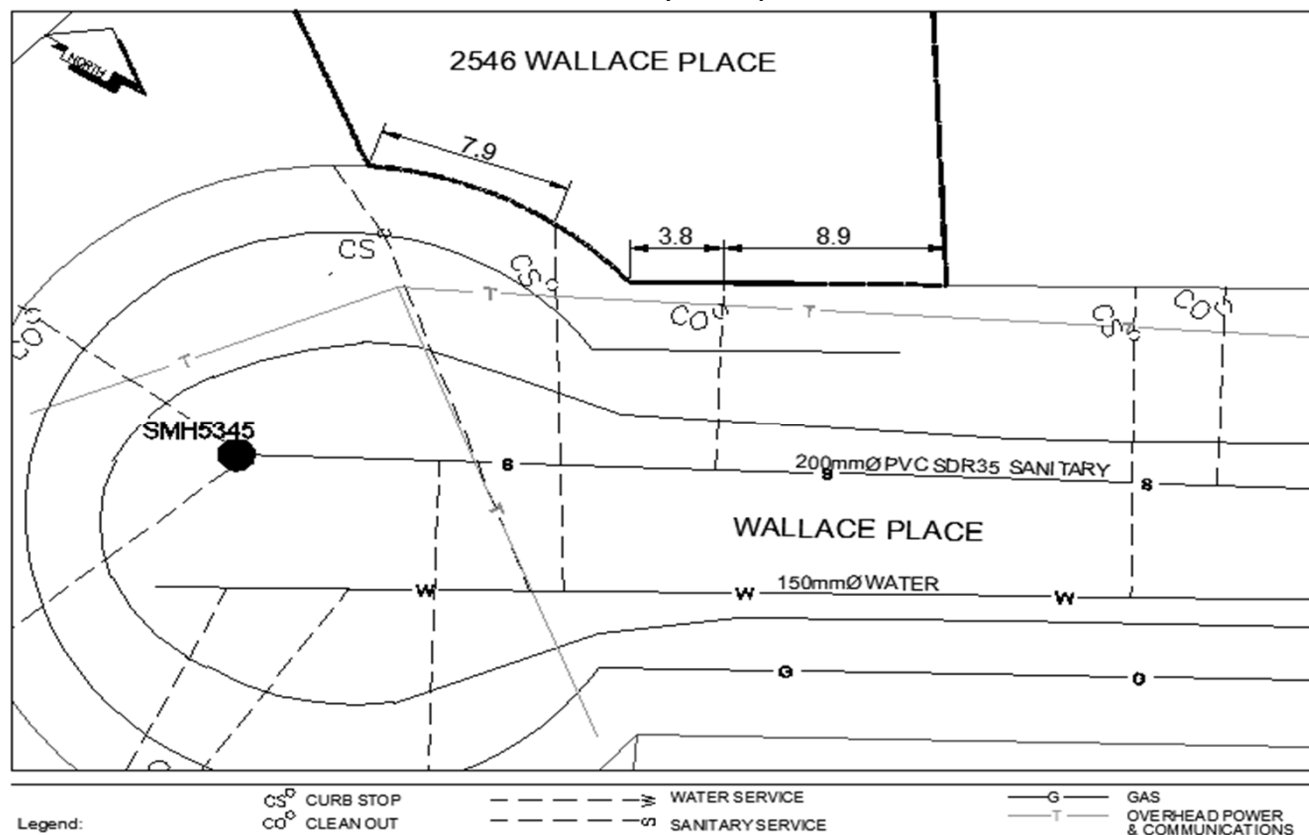 NORTH
2546 WALLACE PLACE
7.9
3.8
8.9
CS
CS
CO
CS
CO
CO
T
T
T
T
T
SMH5345
S
200mmØ PVC SDR35 SANITARY
S
S
WALLACE PLACE
150mmØ WATER
W
W
W
G
G
Legend:
CS CURB STOP
CO CLEAN OUT
W WATER SERVICE
S SANITARY SERVICE
G GAS
T OVERHEAD POWER
& COMMUNICATIONS